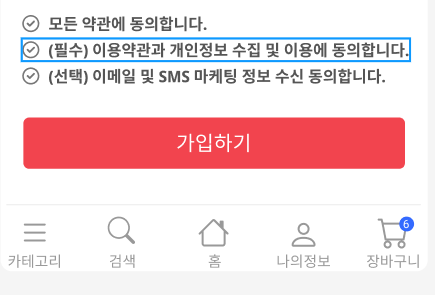 모든 약관에 동의합니다.
(필수) 이용약관과 개인정보 수집 및 이용에 동의합니다.
(선택) 이메일 및 SMS 마케팅 정보 수신 동의합니다.
가입하기
6
카테고리 검색 홈 나의정보 장바구니